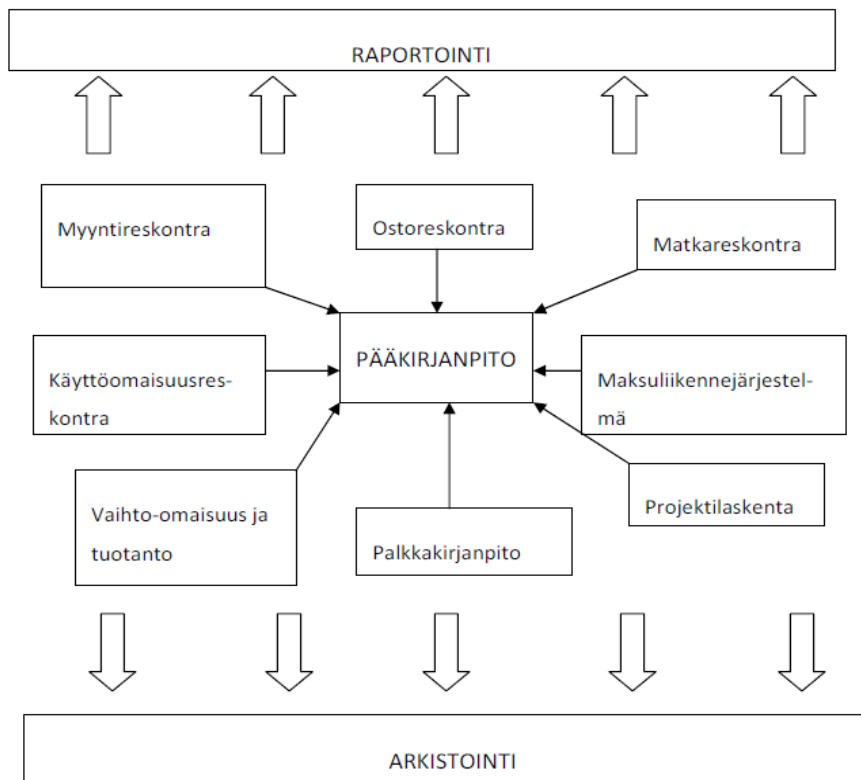 RAPORTOINTI
Myyntireskontra
Ostoreskontra
Matkareskontra
PÄÄKIRJANPITO
Käyttöomaisuusres-
kontra
Maksuliikennejärjestel-
mä
Vaihto-omaisuus ja
tuotanto
Palkkakirjanpito
Projektilaskenta
ARKISTOINTI